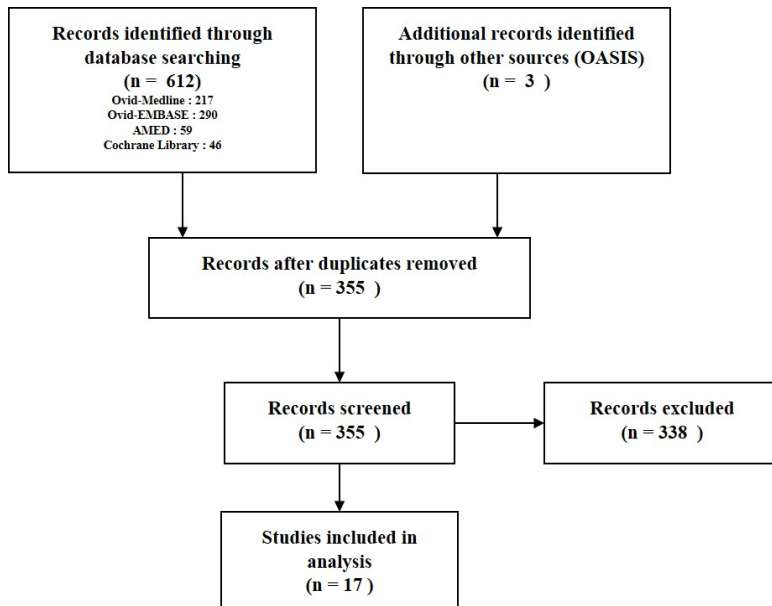 Records identified through
database searching
(n = 612)
Ovid-Medline : 217
Ovid-EMBASE : 290
AMED : 59
Cochrane Library : 46
Additional records identified
through other sources (OASIS)
(n = 3 )
Records after duplicates removed
(n = 355 )
Records screened
(n = 355 )
Records excluded
(n = 338 )
Studies included in
analysis
(n = 17 )